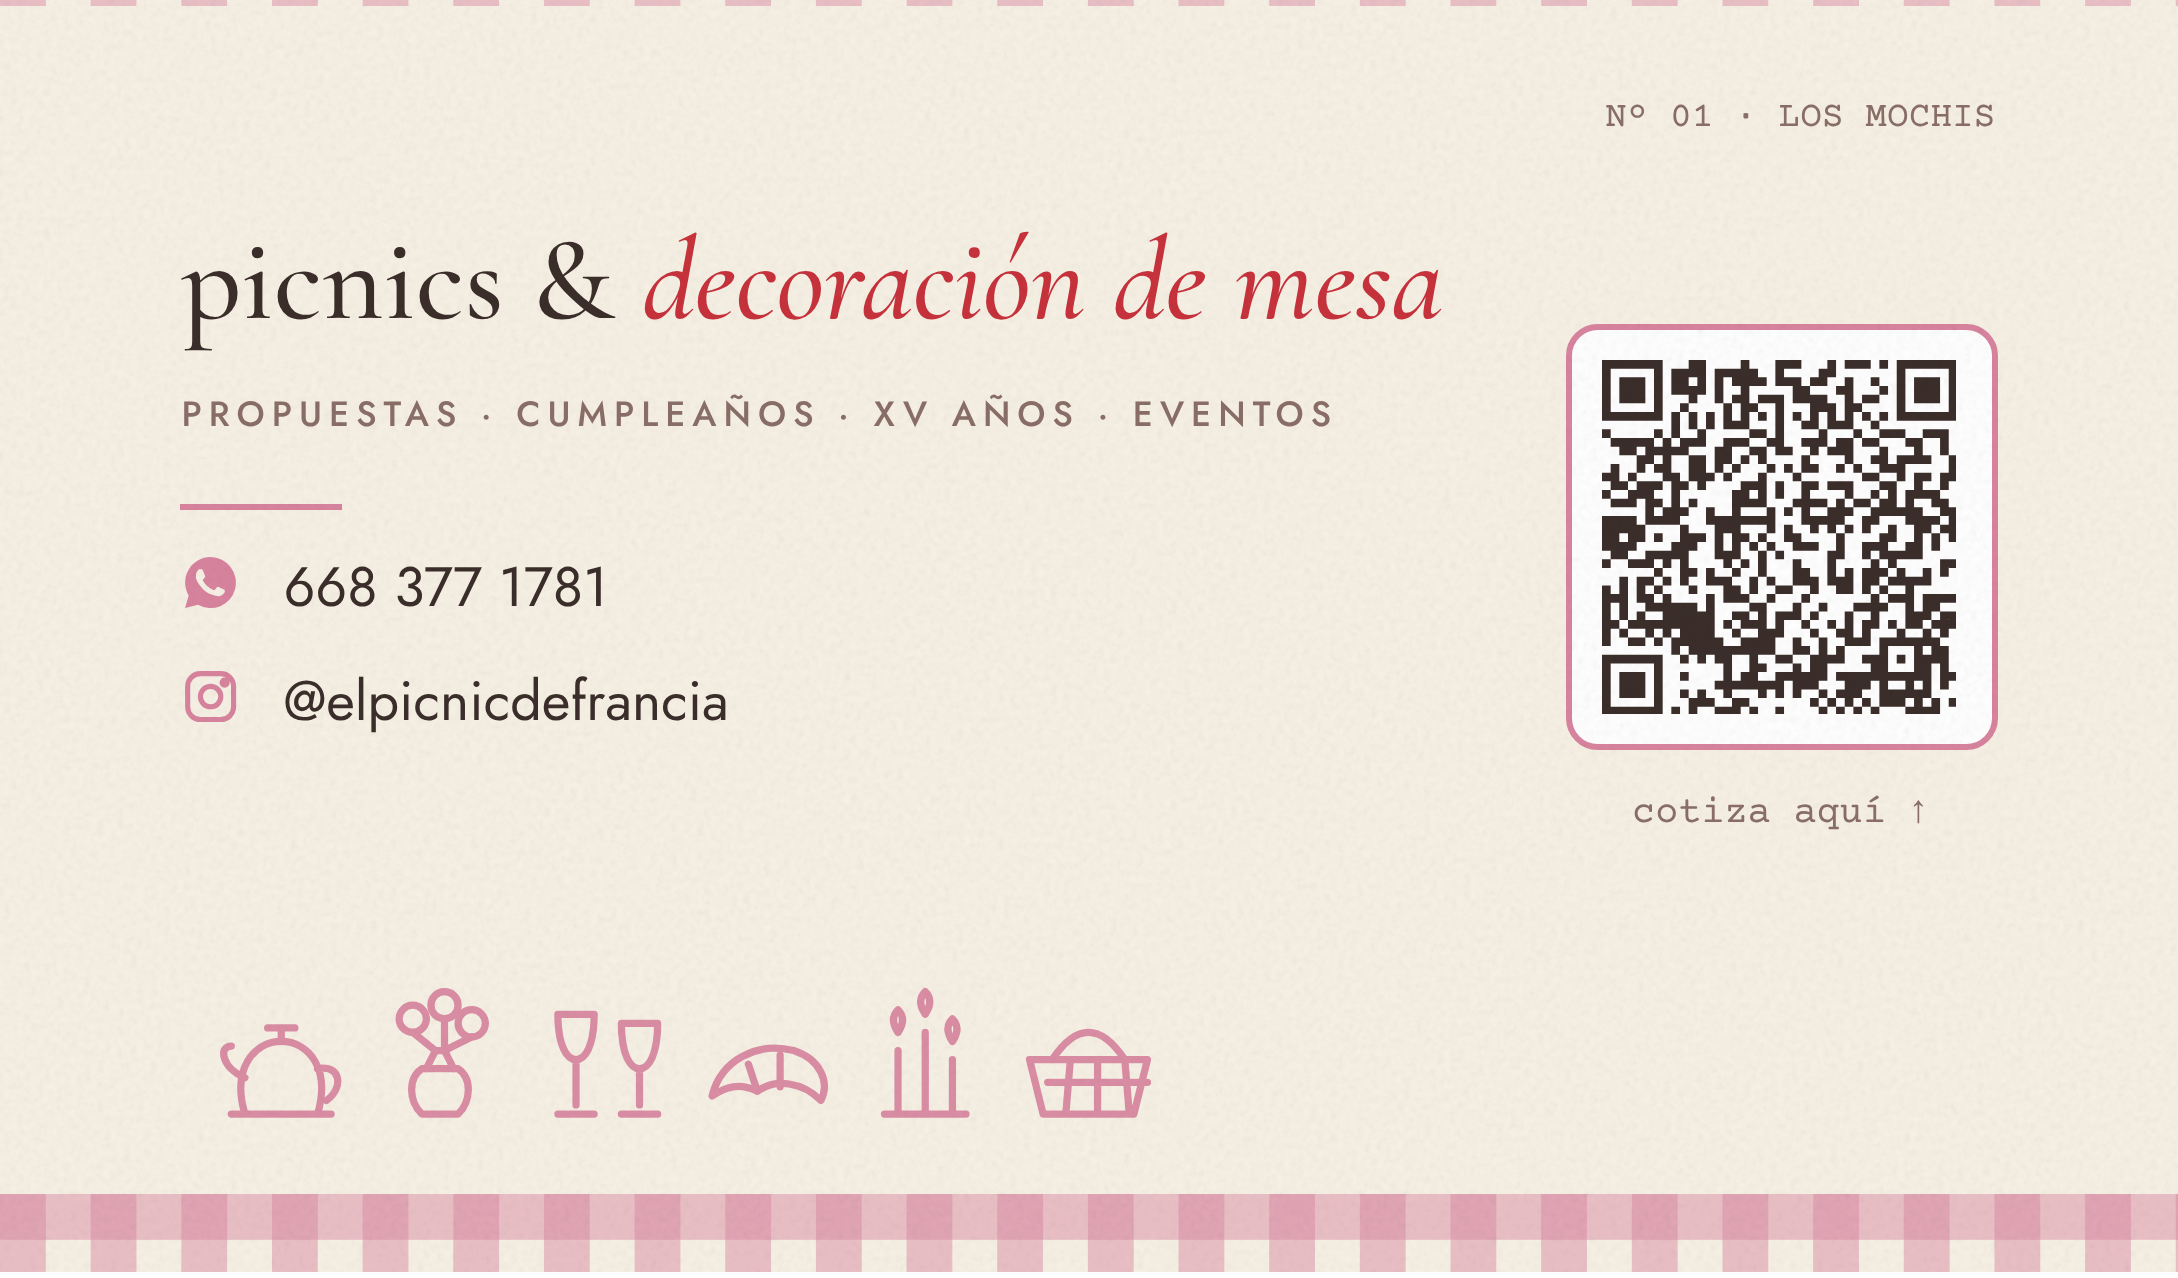 Nº 01 · LOS MOCHIS
picnics & decoración de mesa
PROPUESTAS · CUMPLEAÑOS · XV AÑOS · EVENTOS
668 377 1781
@elpicnicdefrancia
cotiza aquí ↑